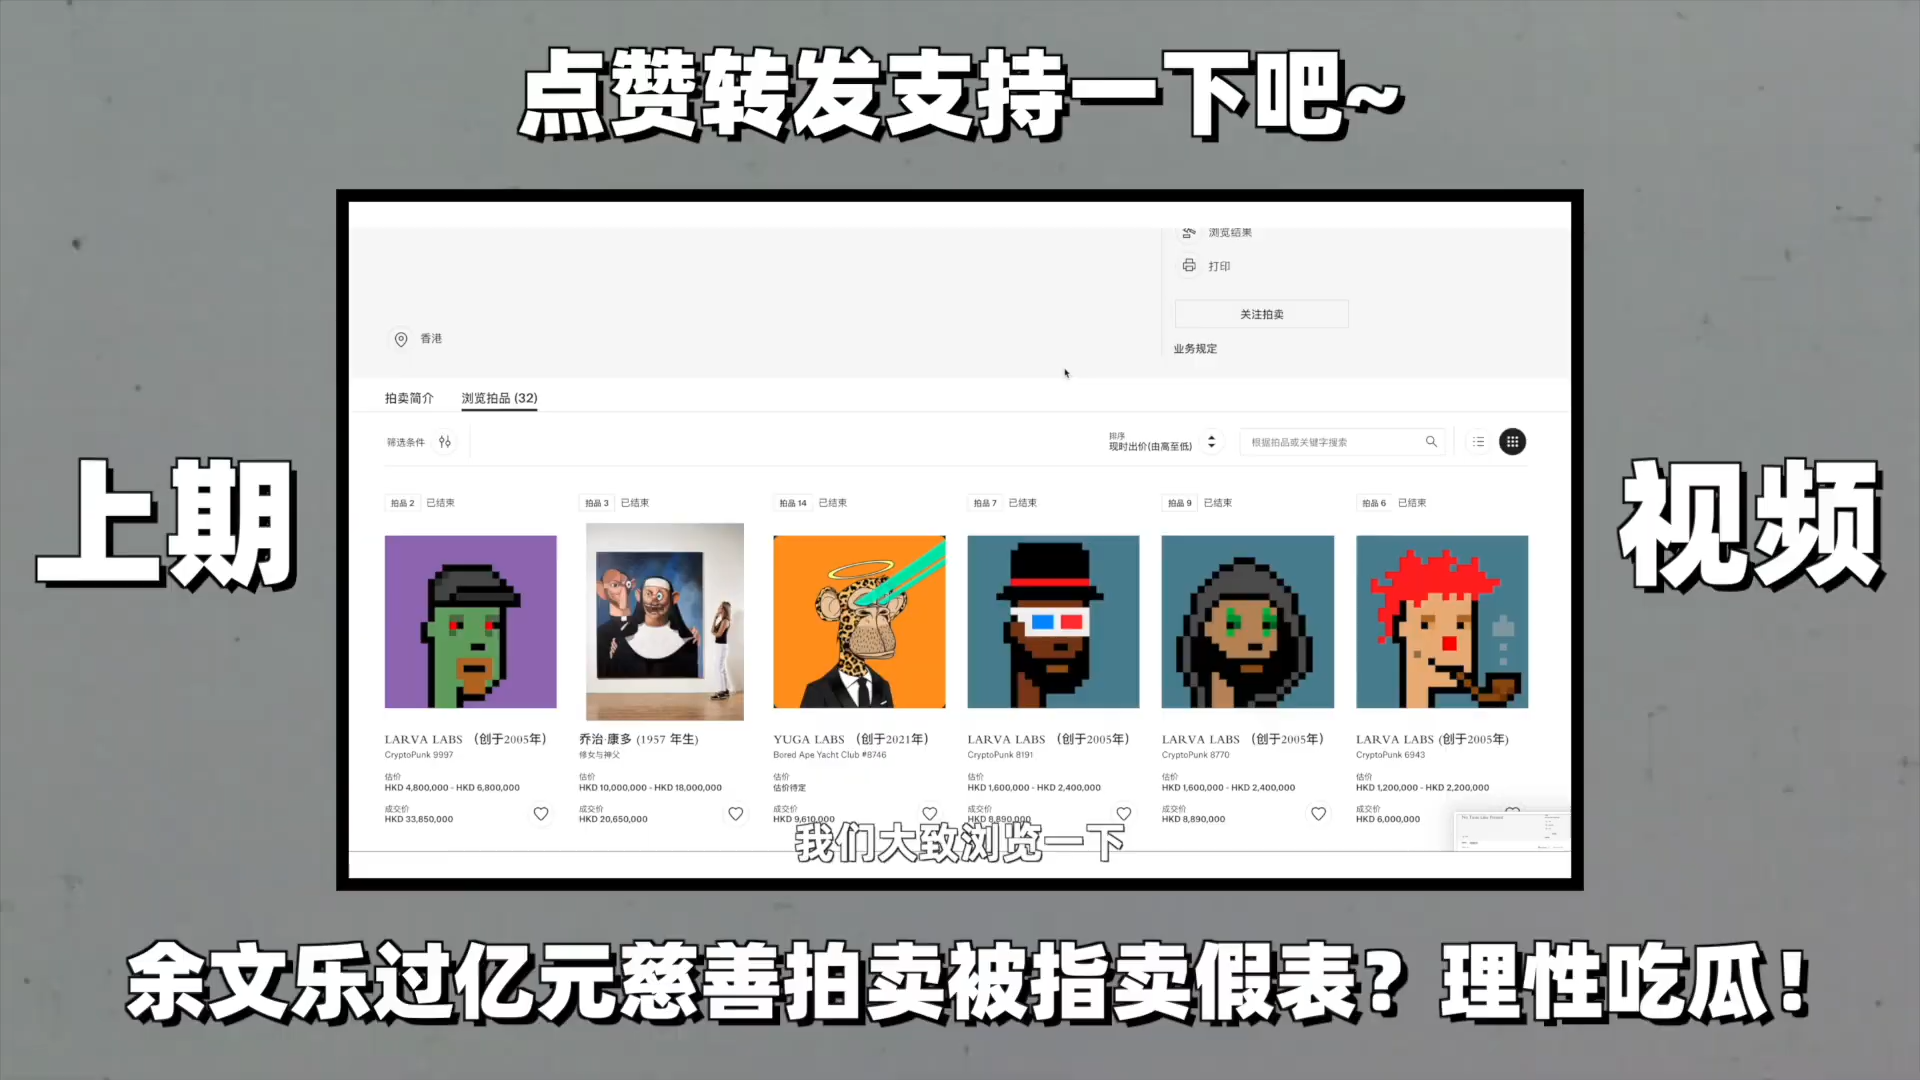 点赞转发支持一下吧~
上期
视频
浏览结果
打印
关注拍卖
业务规定
香港
拍卖简介
浏览拍品 (32)
筛选条件
排序
现时出价(由高至低)
根据拍品或关键字搜索
拍品 2 已结束
拍品 3 已结束
拍品 14 已结束
拍品 7 已结束
拍品 9 已结束
拍品 6 已结束
LARVA LABS （创于2005年）
CryptoPunk 9997
估价
HKD 4,800,000 - HKD 6,800,000
成交价
HKD 33,850,000
乔治·康多 (1957 年生)
修女与神父
估价
HKD 10,000,000 - HKD 18,000,000
成交价
HKD 20,650,000
YUGA LABS （创于2021年）
Bored Ape Yacht Club #8746
估价
估价待定
成交价
HKD 9,610,000
LARVA LABS （创于2005年）
CryptoPunk 8191
估价
HKD 1,600,000 - HKD 2,400,000
成交价
HKD 8,890,000
LARVA LABS （创于2005年）
CryptoPunk 8770
估价
HKD 1,600,000 - HKD 2,400,000
成交价
HKD 8,890,000
LARVA LABS (创于2005年)
CryptoPunk 6943
估价
HKD 1,200,000 - HKD 2,200,000
成交价
HKD 6,000,000
我们大致浏览一下
余文乐过亿元慈善拍卖被指卖假表？理性吃瓜！